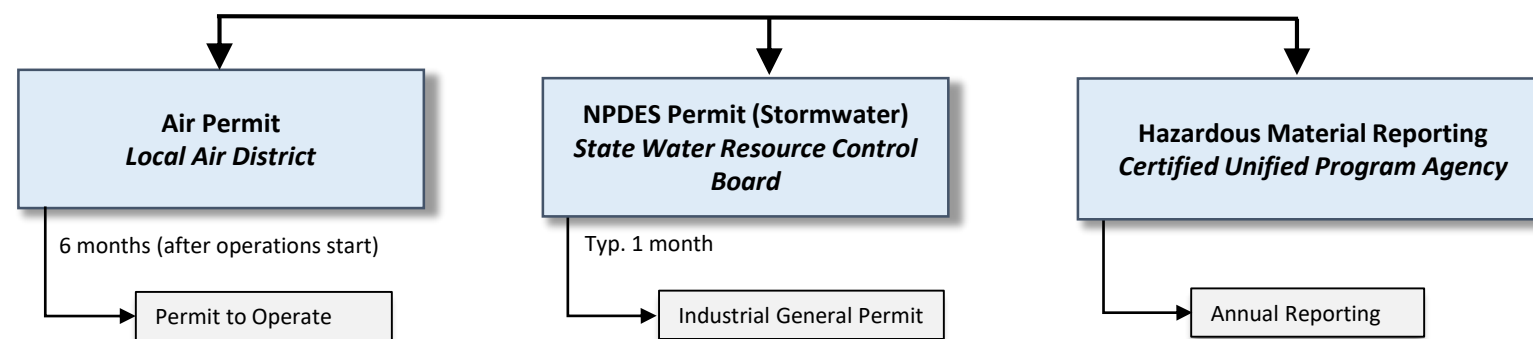 Air Permit
Local Air District
NPDES Permit (Stormwater)
State Water Resource Control
Board
Hazardous Material Reporting
Certified Unified Program Agency
6 months (after operations start)
Typ. 1 month
Permit to Operate
Industrial General Permit
Annual Reporting